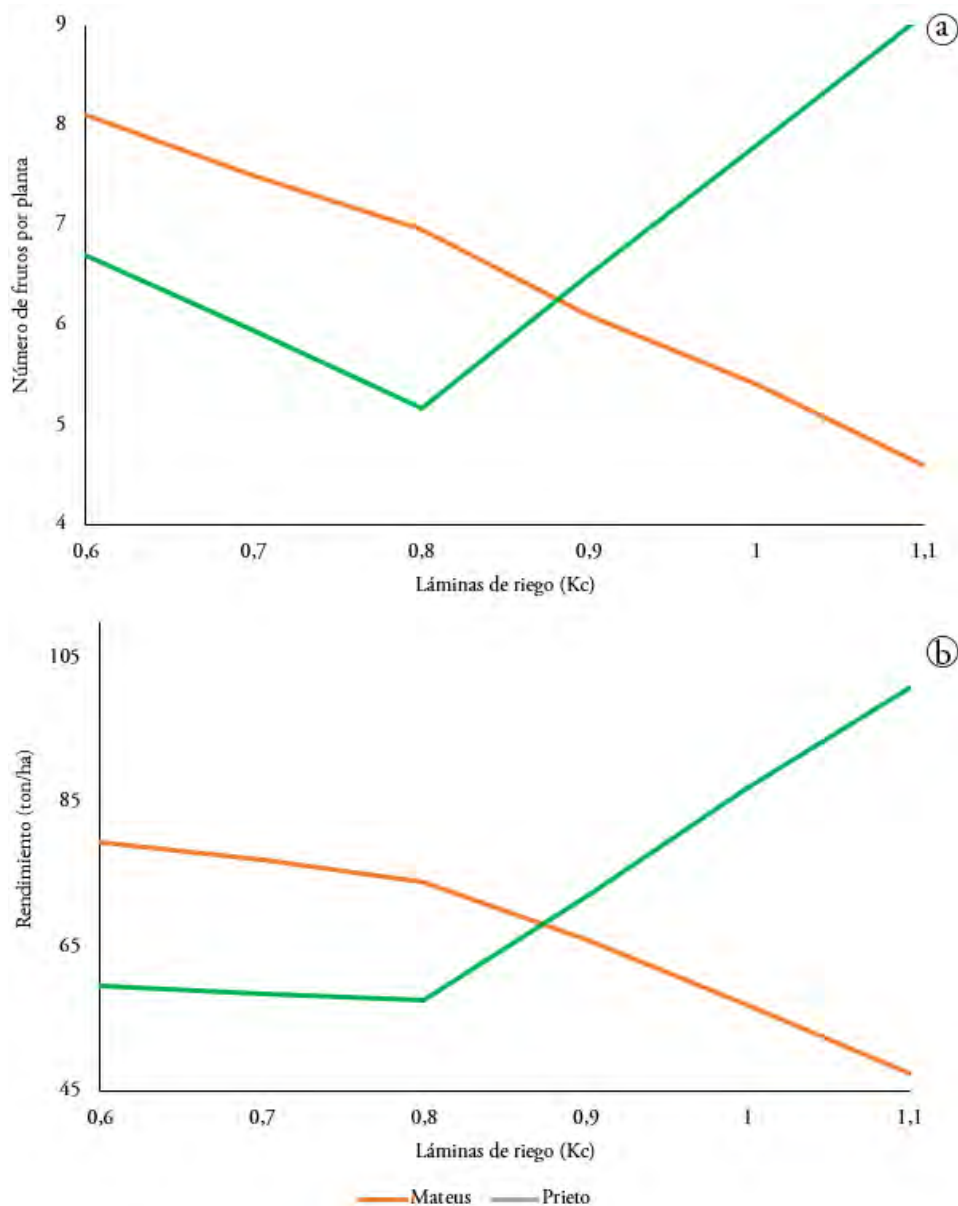 9
a
8
Número de frutos por planta
7
6
5
4
0,6 0,7 0,8 0,9 1 1,1
Láminas de riego (Kc)
105
b
Rendimiento (ton/ha)
85
65
45
0,6 0,7 0,8 0,9 1 1,1
Láminas de riego (Kc)
Mateus Prieto